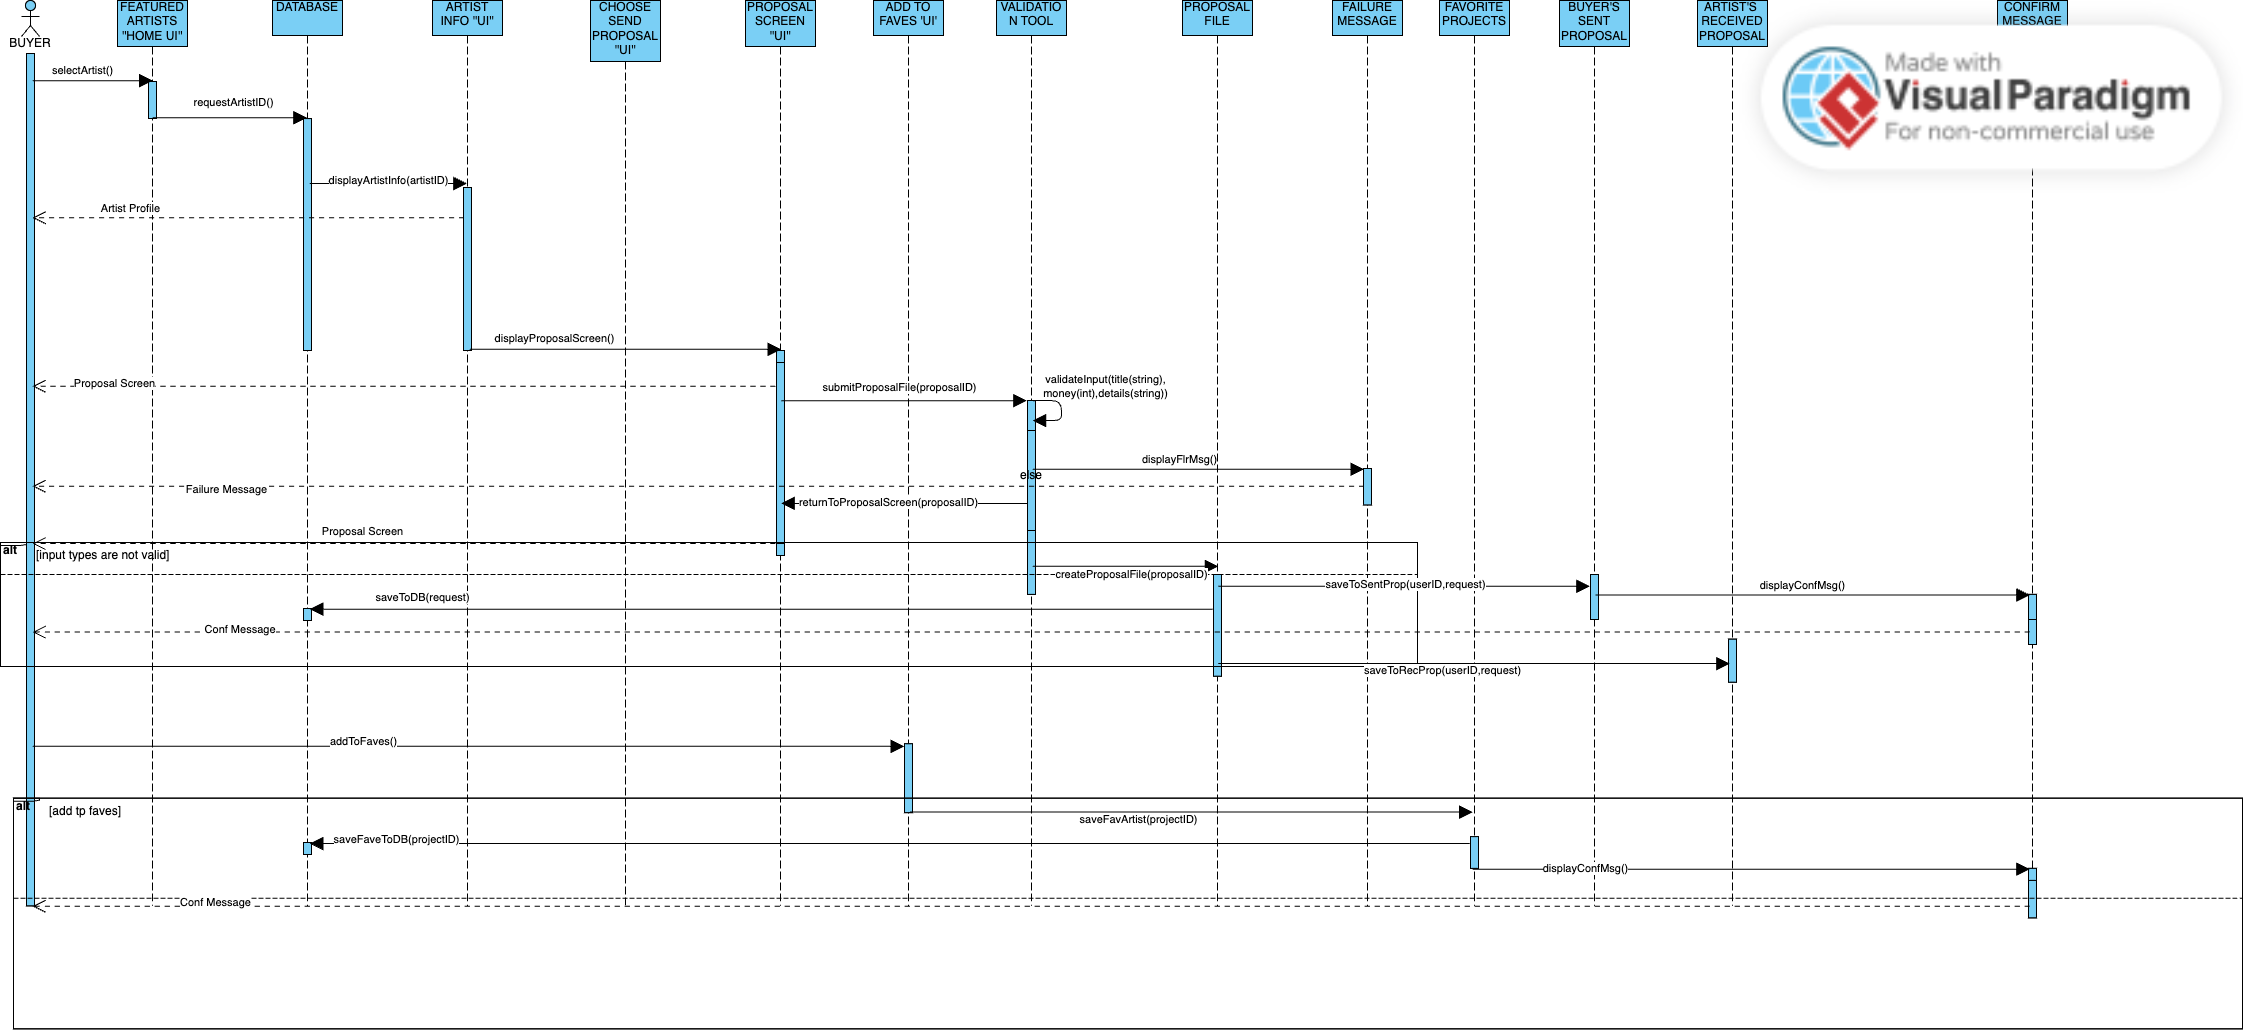 BUYER
FEATURED
ARTISTS
"HOME UI"
DATABASE
ARTIST
INFO "UI"
CHOOSE
SEND
PROPOSAL
"UI"
PROPOSAL
SCREEN
"UI"
ADD TO
FAVES 'UI'
VALIDATIO
N TOOL
PROPOSAL
FILE
FAILURE
MESSAGE
FAVORITE
PROJECTS
BUYER'S
SENT
PROPOSAL
ARTIST'S
RECEIVED
PROPOSAL
CONFIRM
MESSAGE
Made with
Visual Paradigm
For non-commercial use
selectArtist()
requestArtistID()
displayArtistInfo(artistID)
Artist Profile
displayProposalScreen()
Proposal Screen
submitProposalFile(proposalID)
validateInput(title(string),
money(int),details(string))
displayFlrMsg()
else
Failure Message
returnToProposalScreen(proposalID)
Proposal Screen
alt
[input types are not valid]
createProposalFile(proposalID)
saveToSentProp(userID,request)
displayConfMsg()
saveToDB(request)
Conf Message
saveToRecProp(userID,request)
addToFaves()
alt
[add tp faves]
saveFavArtist(projectID)
saveFaveToDB(projectID)
displayConfMsg()
Conf Message